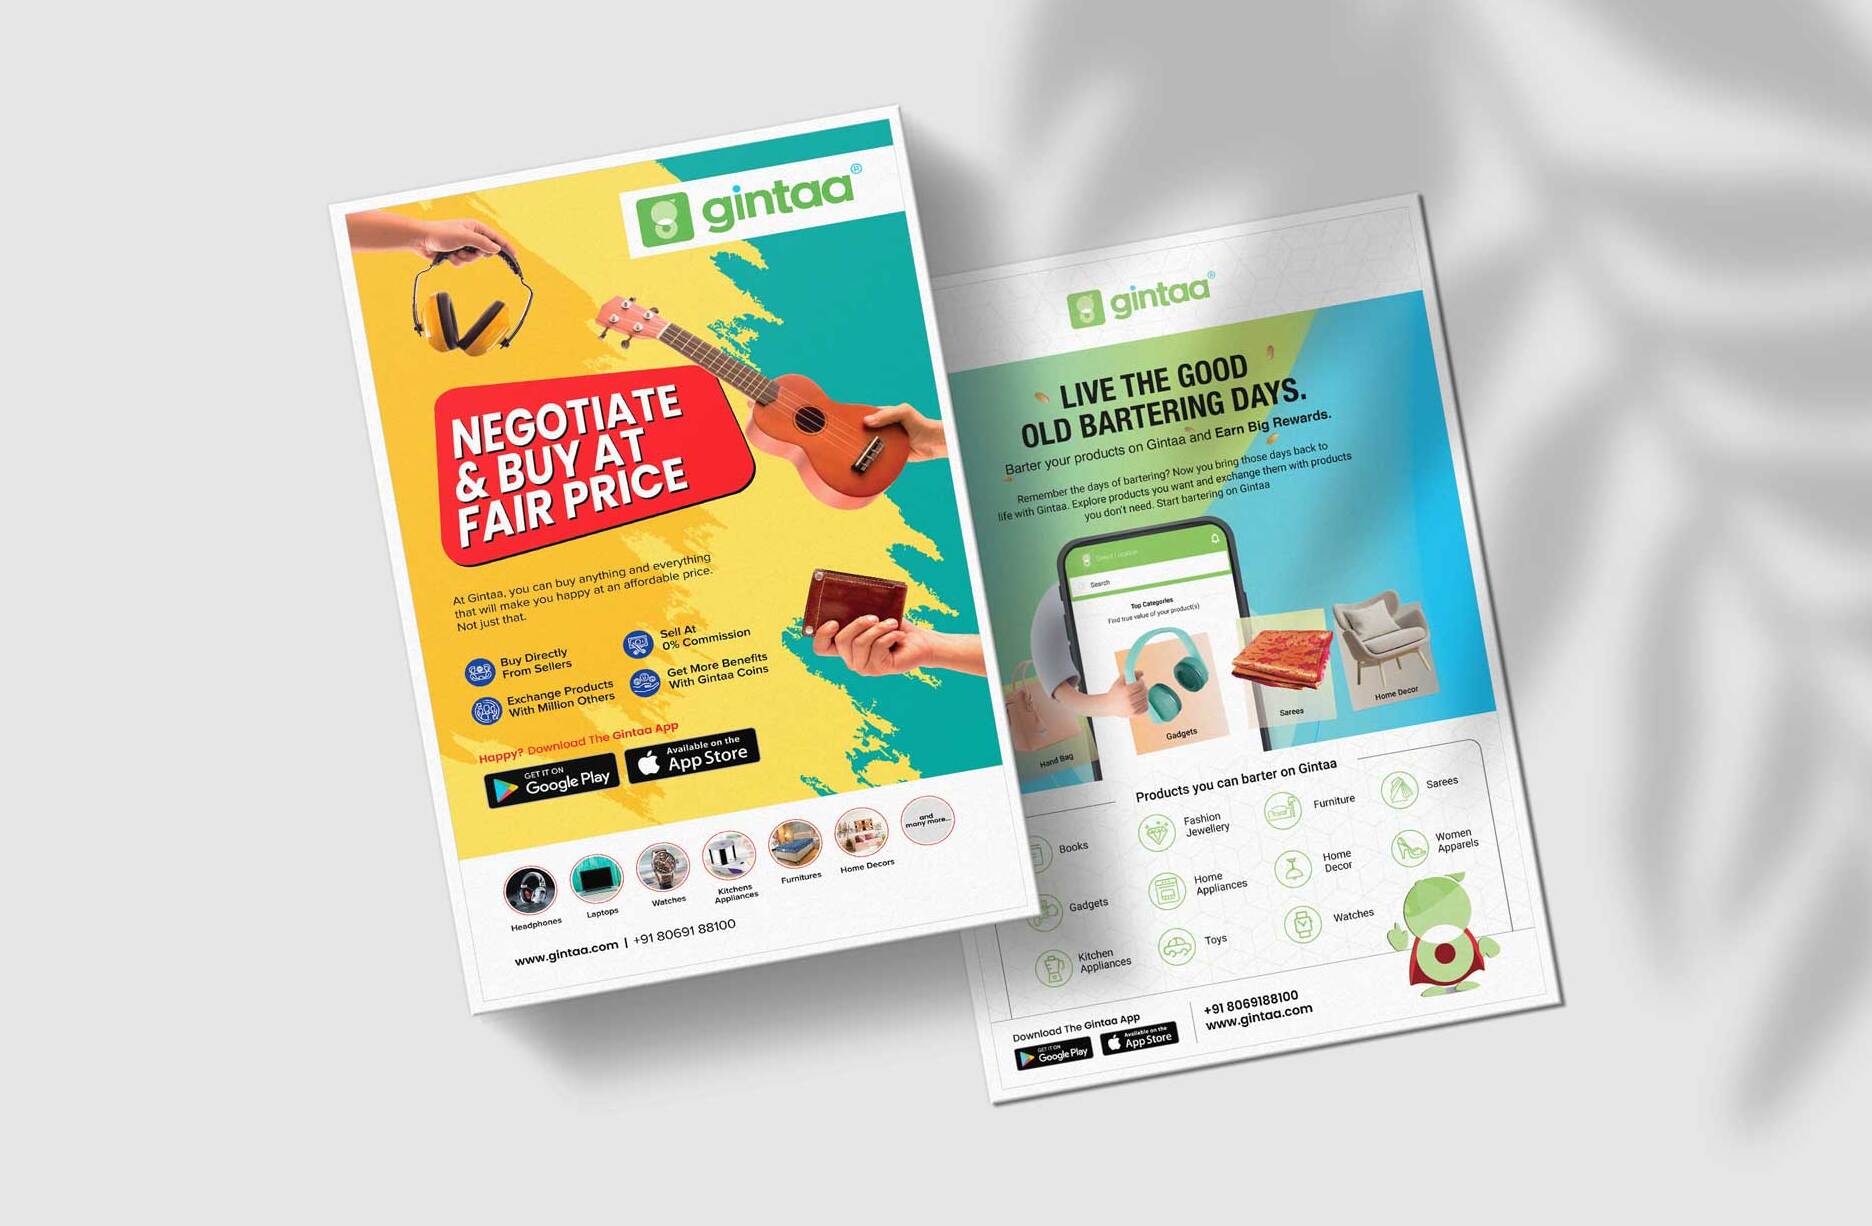 gintaa®
NEGOTIATE
& BUY AT
FAIR PRICE
At Gintaa, you can buy anything and everything
that will make you happy at an affordable price.
Not just that.
Buy Directly
From Sellers
Sell At
0% Commission
Exchange Products
With Million Others
Get More Benefits
With Gintaa Coins
Happy? Download The Gintaa App
GET IT ON
Google Play
Available on the
App Store
Headphones
Laptops
Watches
Kitchens
Appliances
Furnitures
Home Decors
and
many more...
www.gintaa.com | +91 80691 88100
gintaa®
LIVE THE GOOD
OLD BARTERING DAYS.
Barter your products on Gintaa and Earn Big Rewards.
Remember the days of bartering? Now you bring those days back to
life with Gintaa. Explore products you want and exchange them with products
you don't need. Start bartering on Gintaa
Search
Top Categories
Find true value of your product(s)
Hand Bag
Gadgets
Sarees
Home Decor
Products you can barter on Gintaa
Books
Fashion
Jewellery
Furniture
Sarees
Gadgets
Home
Appliances
Home
Decor
Women
Apparels
Kitchen
Appliances
Toys
Watches
Download The Gintaa App
GET IT ON
Google Play
Available on the
App Store
+91 8069188100
www.gintaa.com